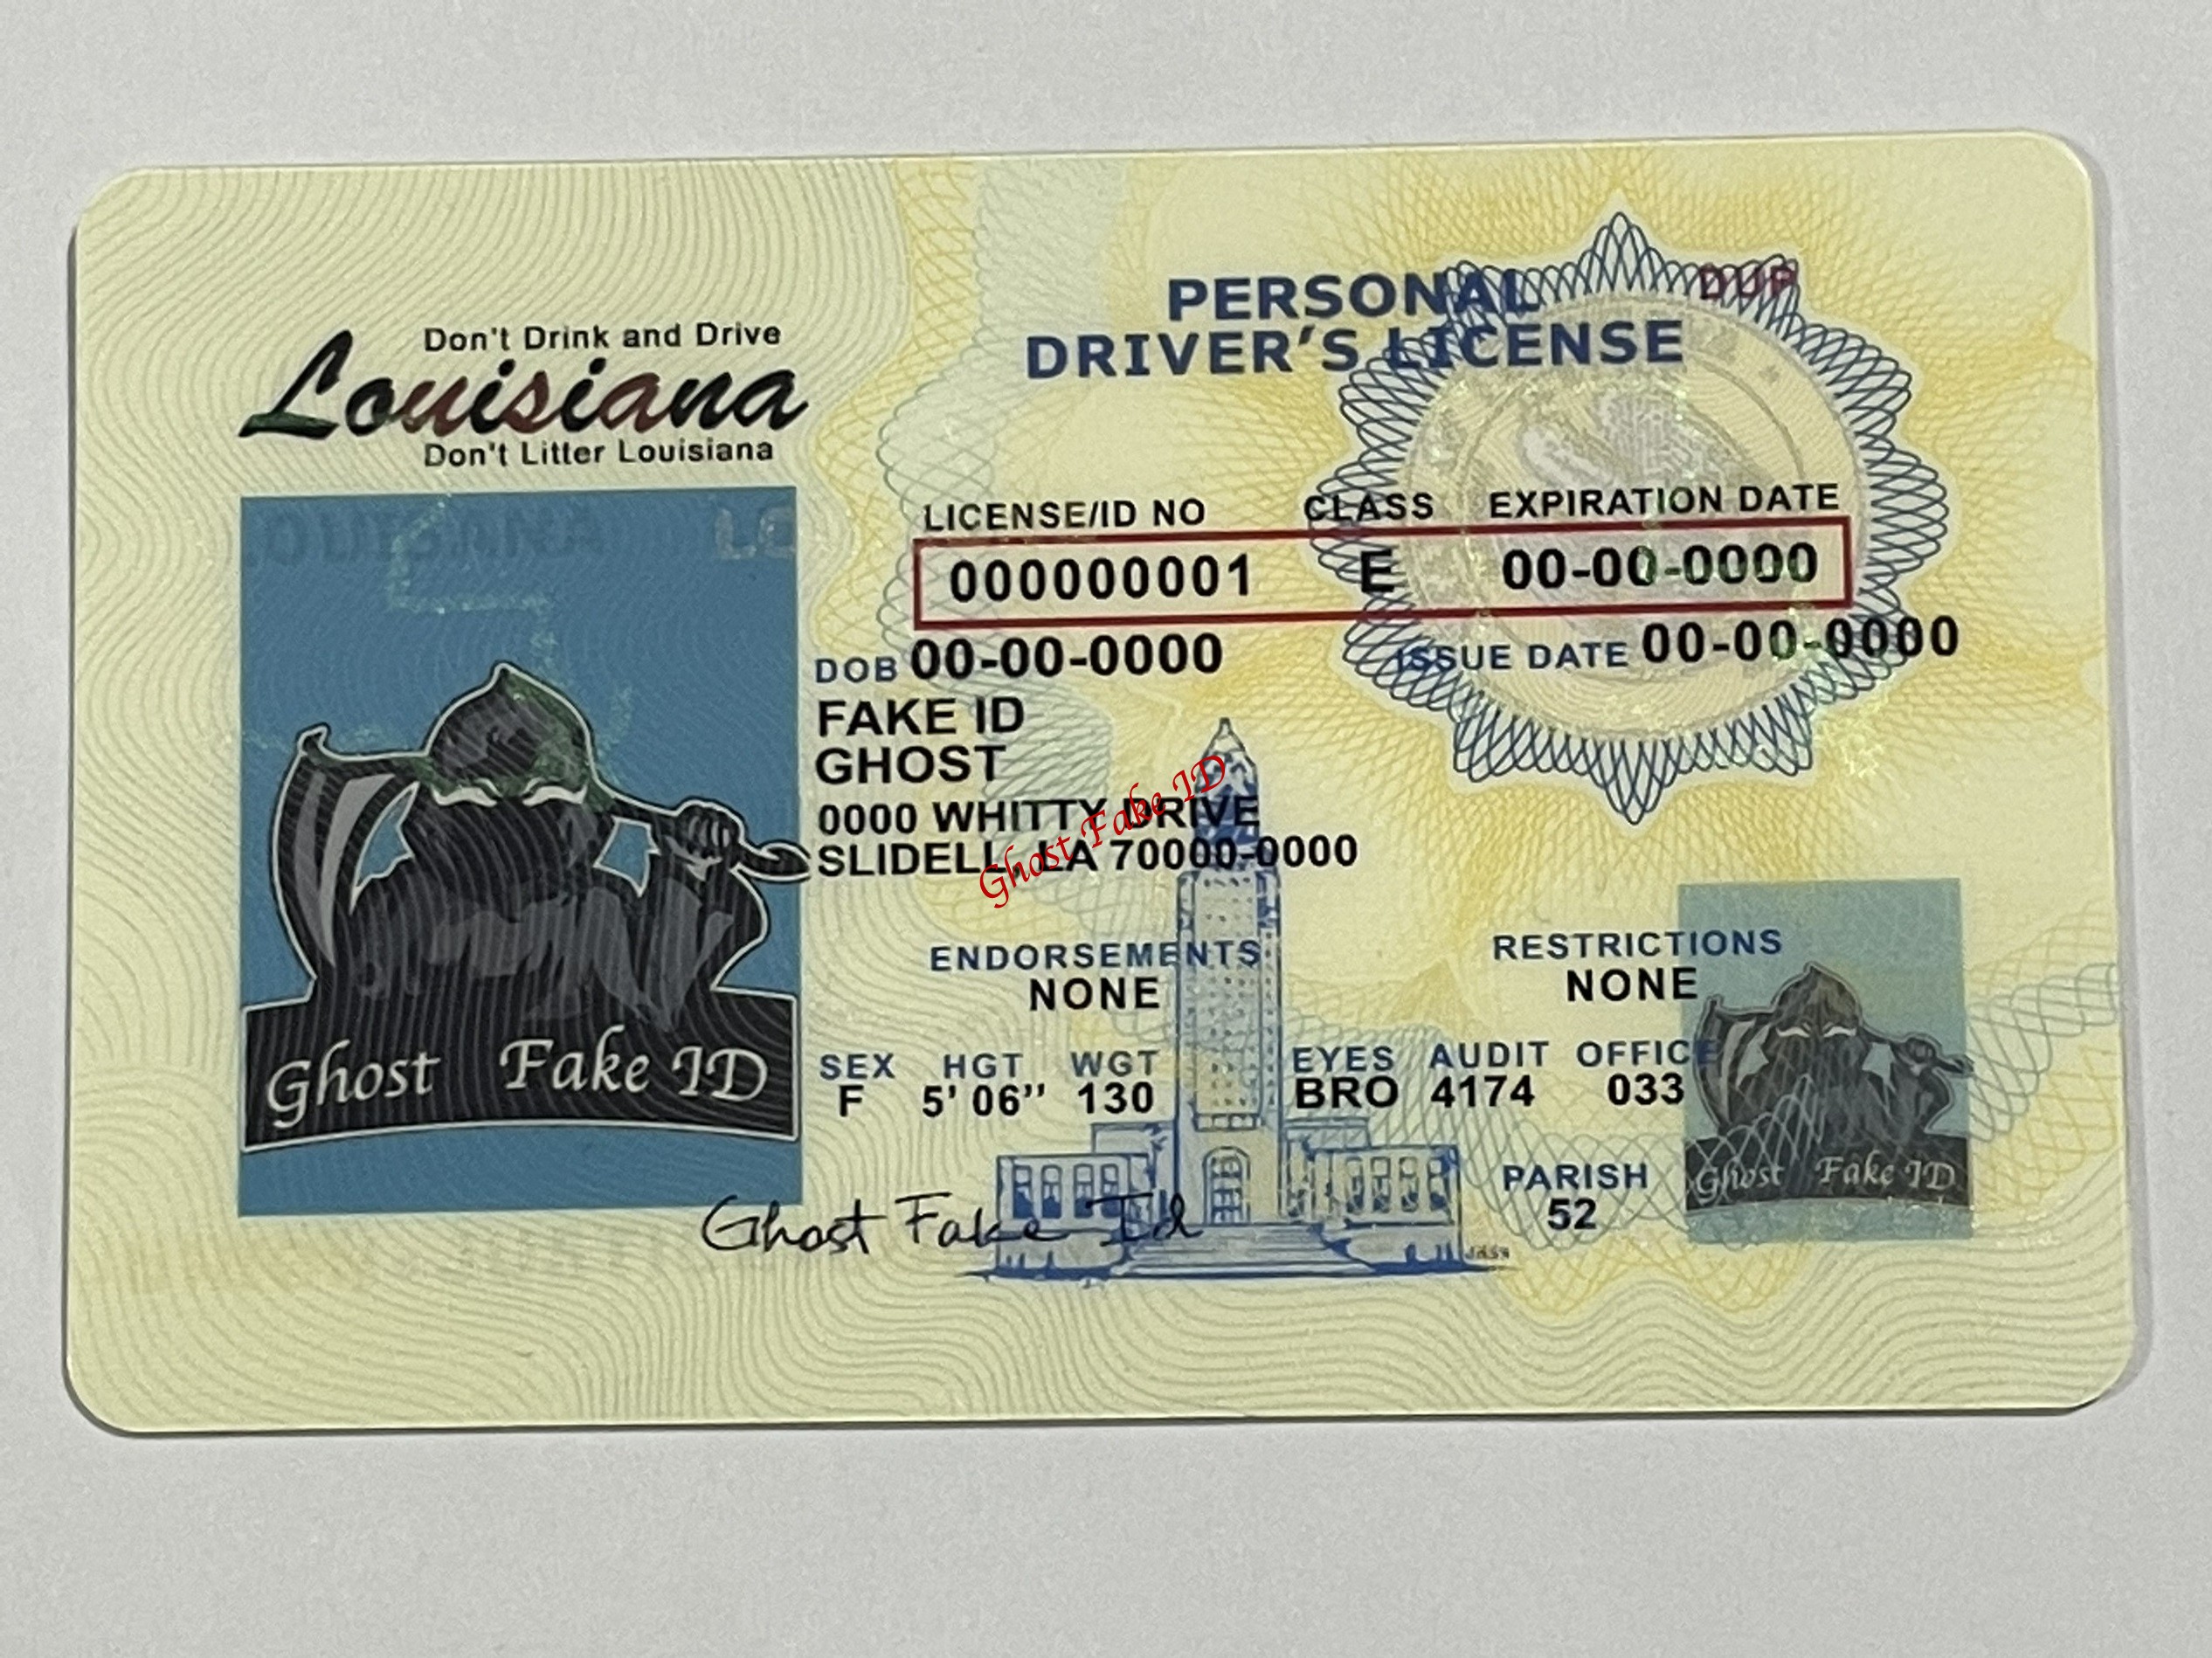 Don't Drink and Drive
Louisiana
Don't Litter Louisiana
PERSONAL
DRIVER'S LICENSE
DUP
LICENSE/ID NO CLASS EXPIRATION DATE
000000001 E 00-00-0000
DOB 00-00-0000 ISSUE DATE 00-00-0000
FAKE ID
GHOST
0000 WHITTY DRIVE
SLIDELL, LA 70000-0000
Ghost Fake ID
ENDORSEMENTS RESTRICTIONS
NONE NONE
SEX HGT WGT EYES AUDIT OFFICE
F 5' 06" 130 BRO 4174 033
PARISH
52
Ghost Fake ID
Ghost Fake ID
Ghost Fake Id
LOUISIANA LO